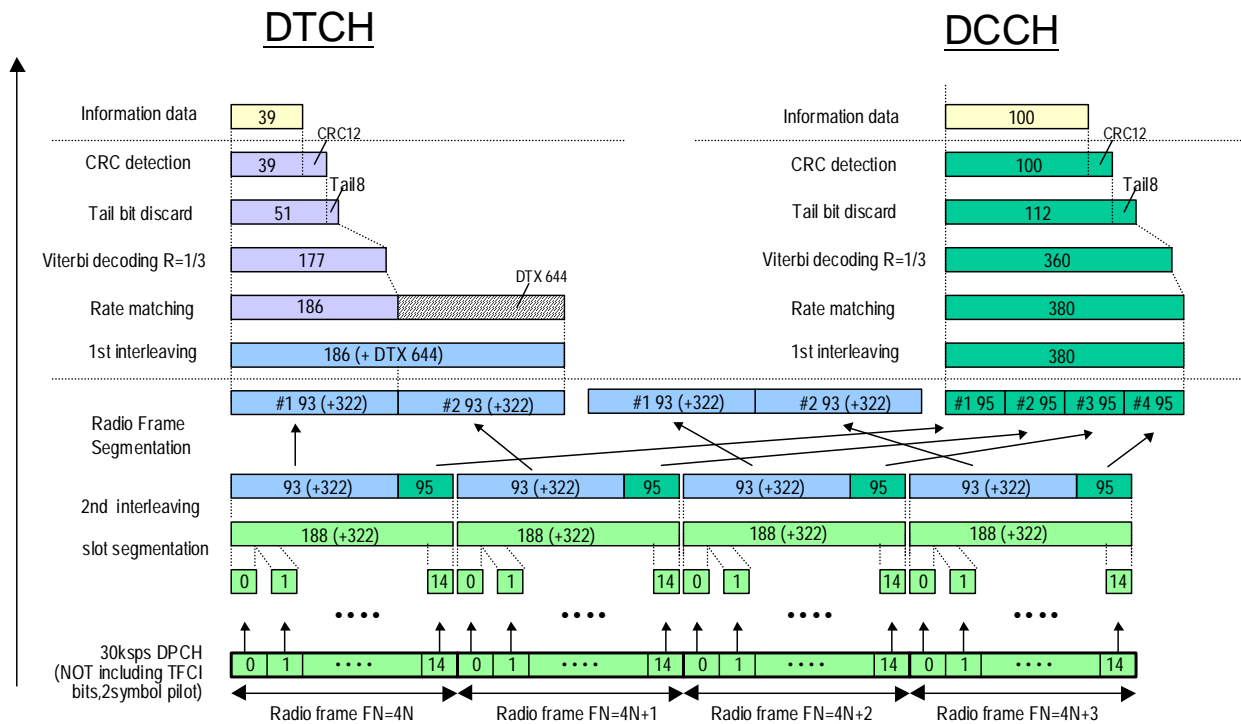 DTCH
DCCH
Information data
39
Information data
100
CRC12
CRC12
CRC detection
39
CRC detection
100
Tail8
Tail8
Tail bit discard
51
Tail bit discard
112
Viterbi decoding R=1/3
177
Viterbi decoding R=1/3
360
DTX 644
Rate matching
186
Rate matching
380
1st interleaving
186 (+ DTX 644)
1st interleaving
380
#1 93 (+322)
#2 93 (+322)
#1 93 (+322)
#2 93 (+322)
#1 95
#2 95
#3 95
#4 95
Radio Frame
Segmentation
93 (+322)
95
93 (+322)
95
93 (+322)
95
93 (+322)
95
2nd interleaving
188 (+322)
188 (+322)
188 (+322)
188 (+322)
slot segmentation
0
1
14
0
1
14
0
1
14
0
1
14
• • • •
• • • •
• • • •
• • • •
30ksps DPCH
(NOT including TFCI
bits,2symbol pilot)
0
1
• • • •
14
0
1
• • • •
14
0
1
• • • •
14
0
1
• • • •
14
Radio frame FN=4N
Radio frame FN=4N+1
Radio frame FN=4N+2
Radio frame FN=4N+3